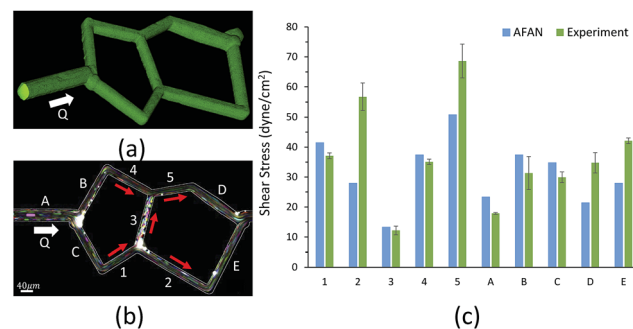 Q
(a)
A
B
4
5
D
3
Q
C
1
2
E
40μm
(b)
Shear Stress (dyne/cm²)
80
70
60
50
40
30
20
10
0
AFAN
Experiment
1 2 3 4 5 A B C D E
(c)